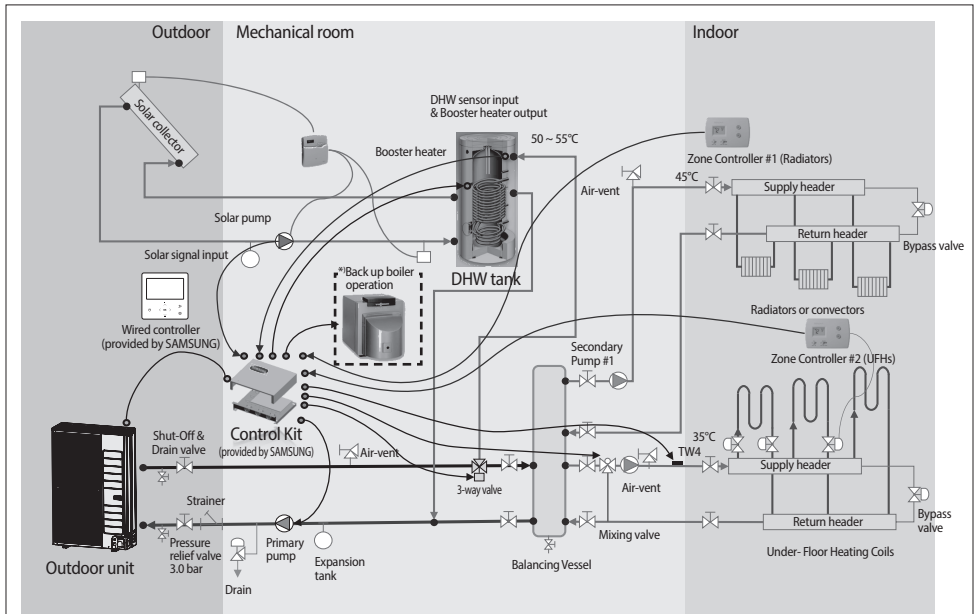 Outdoor
Mechanical room
Indoor
Solar collector
DHW sensor input
& Booster heater output
50 ~ 55°C
Booster heater
Air-vent
45°C
Zone Controller #1 (Radiators)
Supply header
Return header
Bypass valve
Solar pump
Solar signal input
DHW tank
*)Back up boiler
operation
Radiators or convectors
Wired controller
(provided by SAMSUNG)
Secondary
Pump #1
Zone Controller #2 (UFHs)
Control Kit
(provided by SAMSUNG)
Shut-Off &
Drain valve
Air-vent
3-way valve
35°C
TW4
Supply header
Air-vent
Strainer
Return header
Bypass
valve
Mixing valve
Pressure
relief valve
3.0 bar
Primary
pump
Expansion
tank
Balancing Vessel
Under- Floor Heating Coils
Outdoor unit
Drain